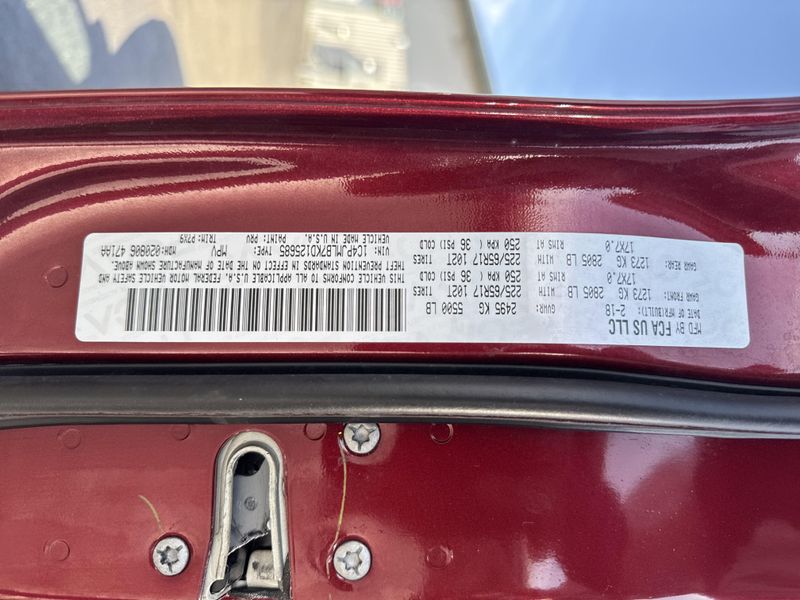 MFD BY FCA US LLC
DATE OF MFR(BUILT): 2-18
GVWR: 2495 KG 5500 LB
GAWR FRONT: 1273 KG 2805 LB WITH 225/65R17 102T TIRES
17X7.0 RIMS AT 250 KPA ( 36 PSI COLD
GAWR REAR: 1273 KG 2805 LB WITH 225/65R17 102T TIRES
17X7.0 RIMS AT 250 KPA ( 36 PSI COLD
THIS VEHICLE CONFORMS TO ALL APPLICABLE FEDERAL MOTOR VEHICLE SAFETY AND
THEFT PREVENTION STANDARDS IN EFFECT ON THE DATE OF MANUFACTURE SHOWN ABOVE.
VIN: 1C4PJMLB7KD125685 TYPE: MPV MDH: 020806 471AA
VEHICLE MADE IN U.S.A. PAINT: PRV TRIM: P7X9